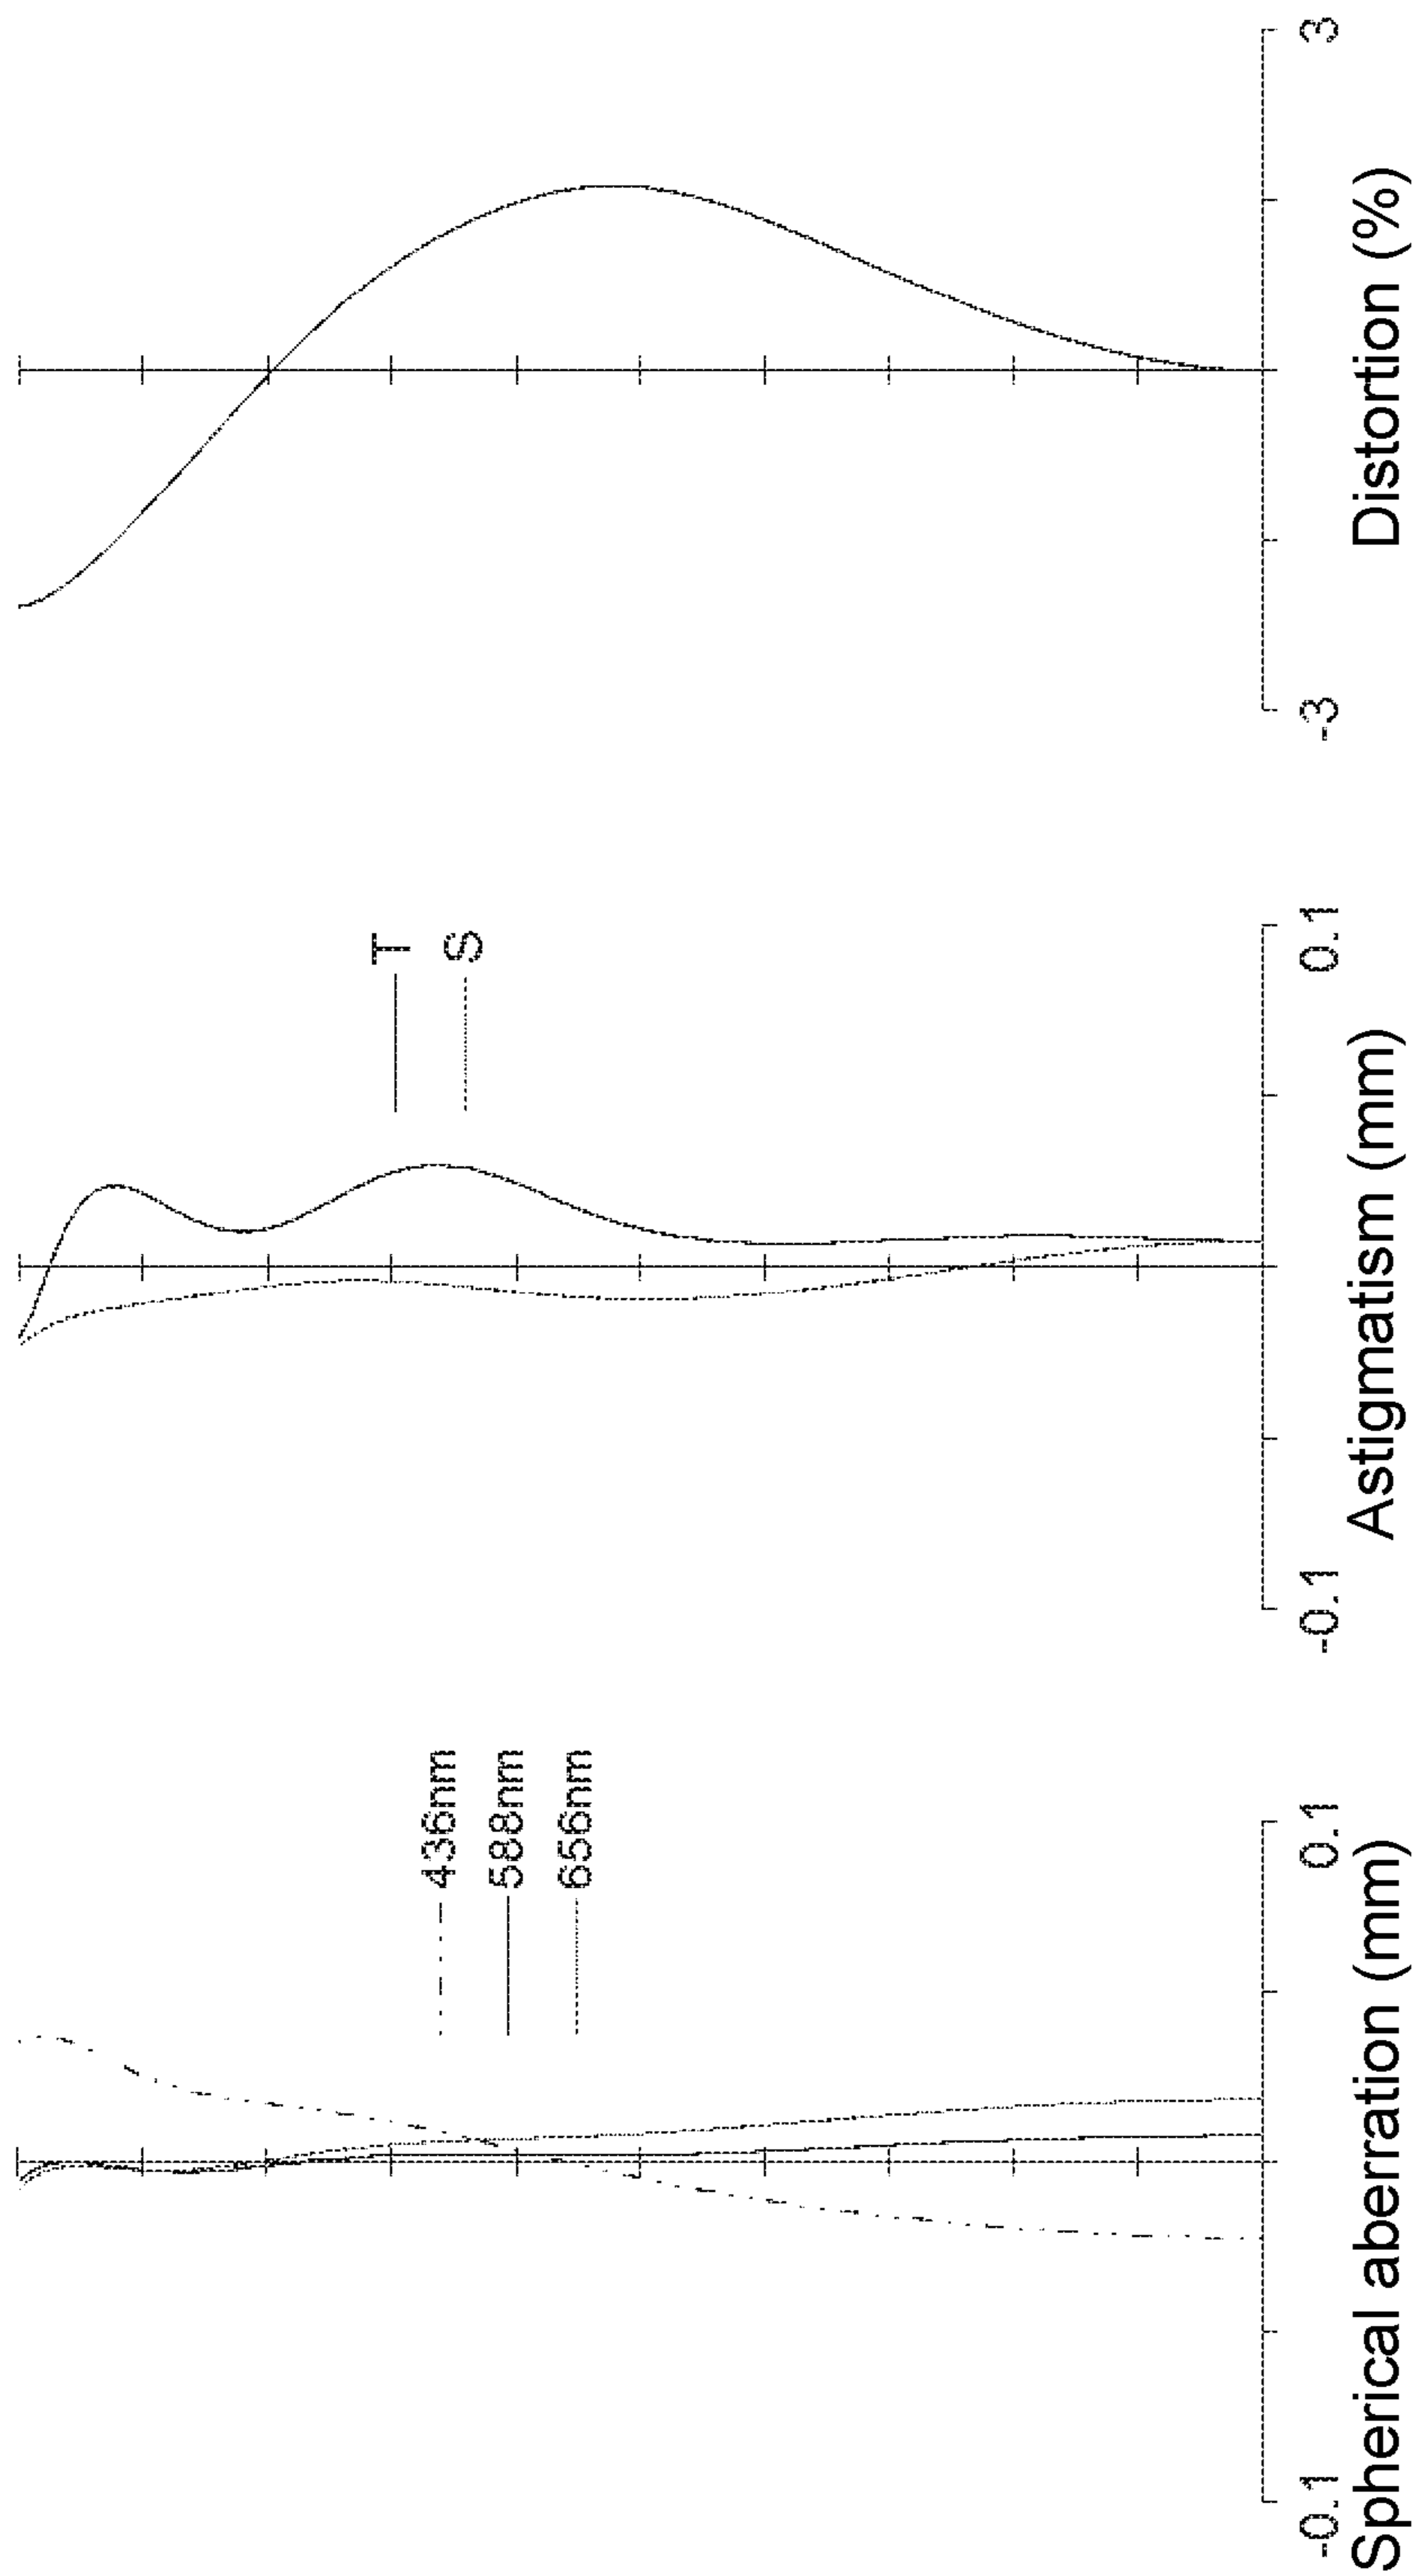 436nm
588nm
656nm
-0.1
0.1
Spherical aberration (mm)
T
S
-0.1
0.1
Astigmatism (mm)
-3
3
Distortion (%)